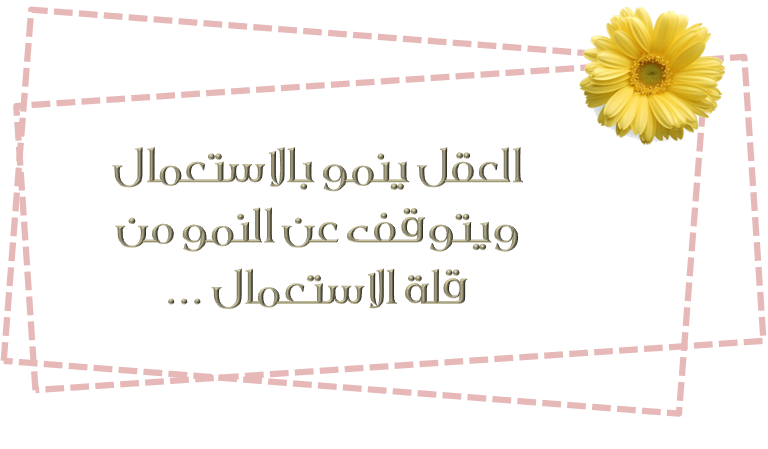 العقل ينمو بالاستعمال
ويتوقف عن النمو من
قلة الاستعمال ...